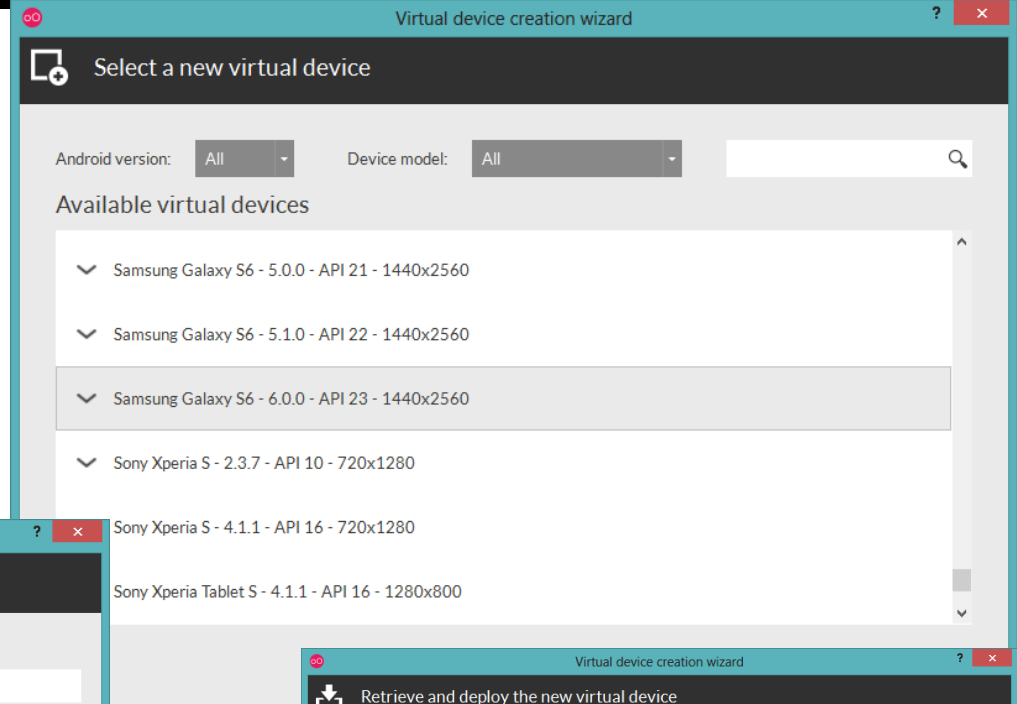 Virtual device creation wizard ?
Select a new virtual device
Android version: All Device model: All
Available virtual devices
Samsung Galaxy S6 - 5.0.0 - API 21 - 1440x2560
Samsung Galaxy S6 - 5.1.0 - API 22 - 1440x2560
Samsung Galaxy S6 - 6.0.0 - API 23 - 1440x2560
Sony Xperia S - 2.3.7 - API 10 - 720x1280
Sony Xperia S - 4.1.1 - API 16 - 720x1280
?
Sony Xperia Tablet S - 4.1.1 - API 16 - 1280x800
Virtual device creation wizard ?
Retrieve and deploy the new virtual device